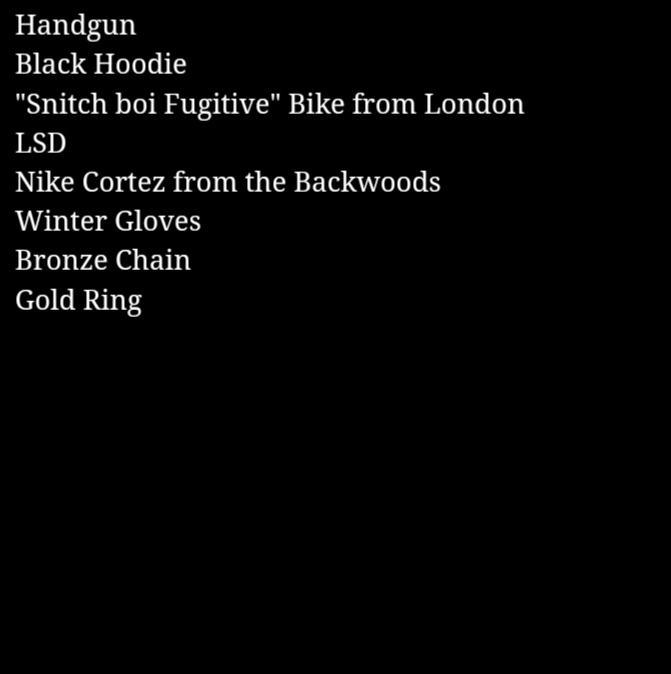 Handgun
Black Hoodie
"Snitch boi Fugitive" Bike from London
LSD
Nike Cortez from the Backwoods
Winter Gloves
Bronze Chain
Gold Ring